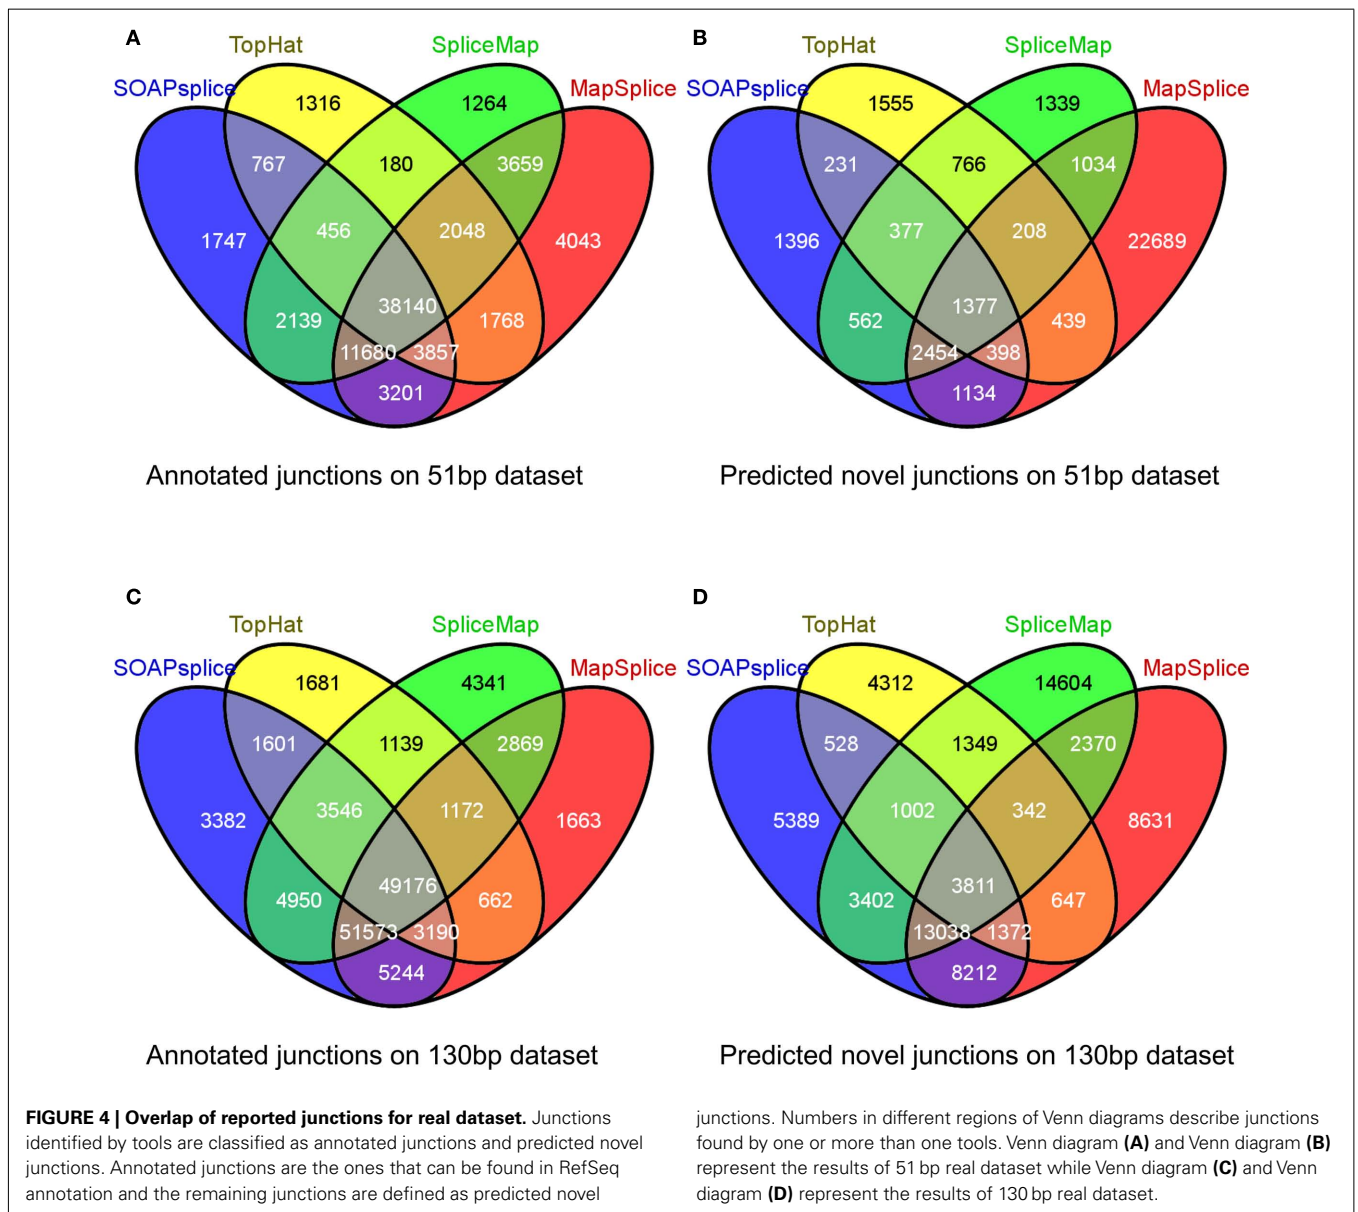 A
TopHat
SpliceMap
SOAPsplice
MapSplice
1316
1264
767
180
3659
1747
456
2048
4043
2139
38140
1768
11680
3857
3201
Annotated junctions on 51bp dataset
B
TopHat
SpliceMap
SOAPsplice
MapSplice
1555
1339
231
766
1034
1396
377
208
22689
562
1377
439
2454
398
1134
Predicted novel junctions on 51bp dataset
C
TopHat
SpliceMap
SOAPsplice
MapSplice
1681
4341
1601
1139
2869
3382
3546
1172
1663
4950
49176
662
51573
3190
5244
Annotated junctions on 130bp dataset
D
TopHat
SpliceMap
SOAPsplice
MapSplice
4312
14604
528
1349
2370
5389
1002
342
8631
3402
3811
647
13038
1372
8212
Predicted novel junctions on 130bp dataset
FIGURE 4 | Overlap of reported junctions for real dataset. Junctions
identified by tools are classified as annotated junctions and predicted novel
junctions. Annotated junctions are the ones that can be found in RefSeq
annotation and the remaining junctions are defined as predicted novel
junctions. Numbers in different regions of Venn diagrams describe junctions
found by one or more than one tools. Venn diagram (A) and Venn diagram (B)
represent the results of 51 bp real dataset while Venn diagram (C) and Venn
diagram (D) represent the results of 130 bp real dataset.